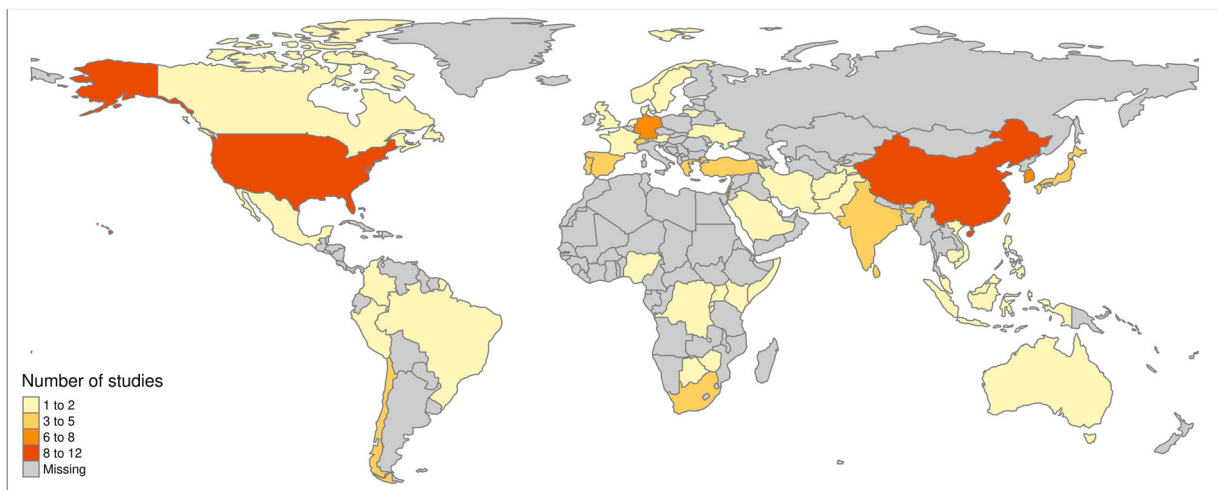 Number of studies
1 to 2
3 to 5
6 to 8
8 to 12
Missing